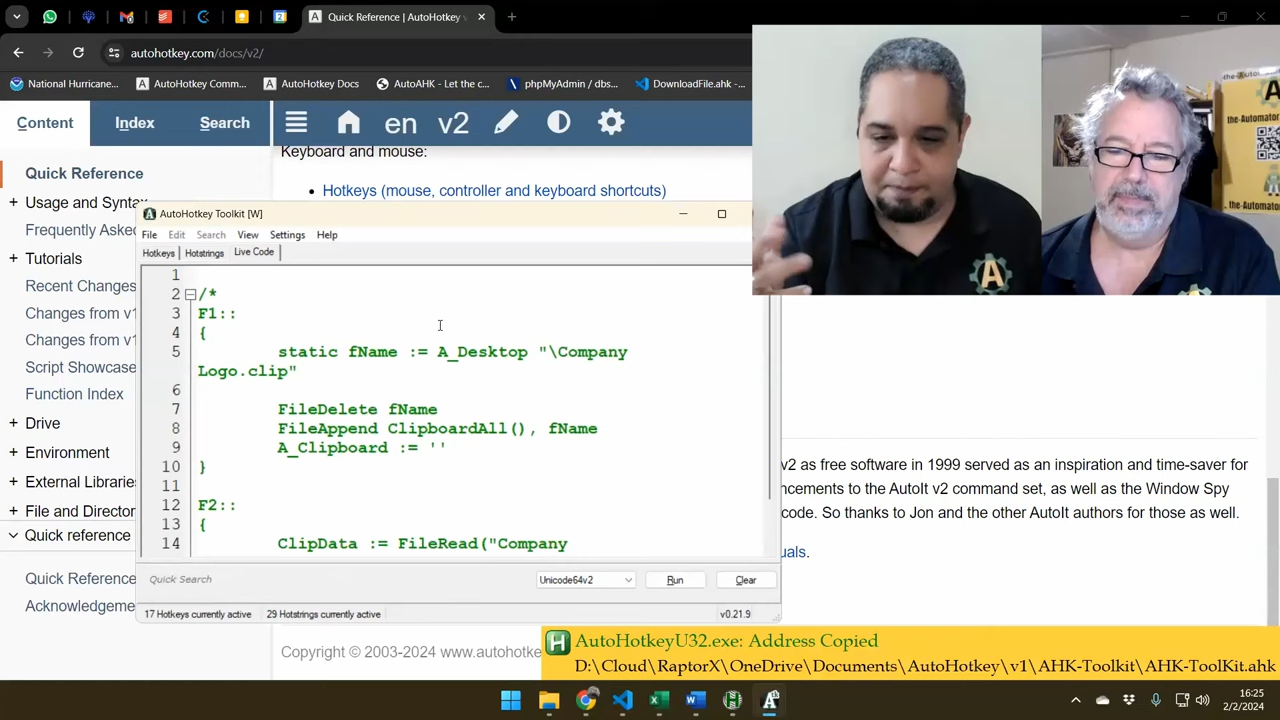 Quick Reference | AutoHotkey v
autohotkey.com/docs/v2/
National Hurricane...
AutoHotkey Comm...
AutoHotkey Docs
AutoAHK - Let the c...
phpMyAdmin / dbs...
DownloadFile.ahk -...
Content
Index
Search
en
v2
Keyboard and mouse:
Quick Reference
Hotkeys (mouse, controller and keyboard shortcuts)
Usage and Syntax
Frequently Aske
Tutorials
Recent Changes
Changes from v1
Changes from v1
Script Showcase
Function Index
Drive
Environment
External Librarie
File and Director
Quick reference
Quick Reference
Acknowledgeme
AutoHotkey Toolkit [W]
File Edit Search View Settings Help
Hotkeys Hotstrings Live Code
1
2 /*
3 F1::
4 {
5 static fName := A_Desktop "\Company
Logo.clip"
6
7 FileDelete fName
8 FileAppend ClipboardAll(), fName
9 A_Clipboard := ''
10 }
11
12 F2::
13 {
14 ClipData := FileRead("Company
Quick Search
Unicode64v2
Run
Clear
17 Hotkeys currently active
29 Hotstrings currently active
v0.21.9
v2 as free software in 1999 served as an inspiration and time-saver for
ncements to the AutoIt v2 command set, as well as the Window Spy
code. So thanks to Jon and the other AutoIt authors for those as well.
uals.
Copyright © 2003-2024 www.autohotke
AutoHotkeyU32.exe: Address Copied
D:\Cloud\RaptorX\OneDrive\Documents\AutoHotkey\v1\AHK-Toolkit\AHK-ToolKit.ahk
the-Automator
16:25
2/2/2024